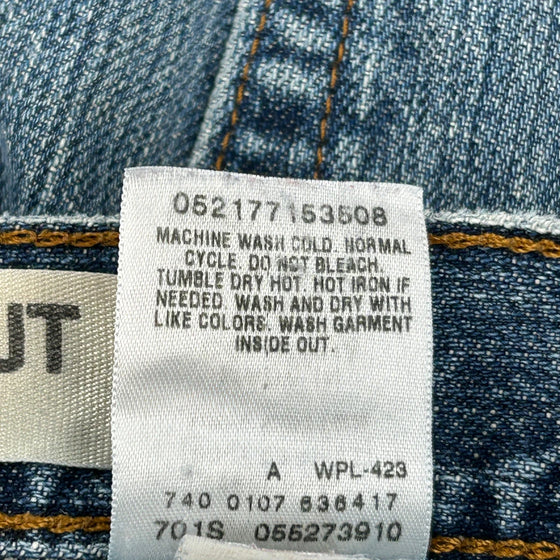 052177153508
MACHINE WASH COLD. NORMAL
CYCLE. DO NOT BLEACH.
TUMBLE DRY HOT. HOT IRON IF
NEEDED. WASH AND DRY WITH
LIKE COLORS. WASH GARMENT
INSIDE OUT.
UT
A WPL-423
740 0107 636417
701S 055273910